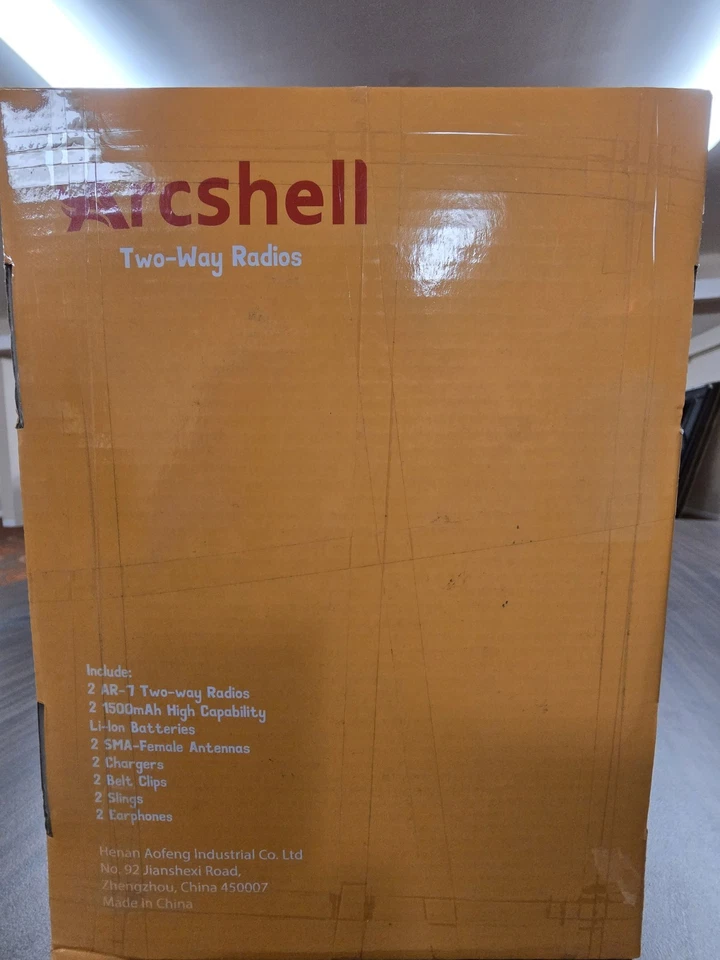 Arcshell
Two-Way Radios
Include:
2 AR-7 Two-way Radios
2 1500mAh High Capability
Li-Ion Batteries
2 SMA-Female Antennas
2 Chargers
2 Belt Clips
2 Slings
2 Earphones
Henan Aofeng Industrial Co. Ltd
No. 92 Jianshexi Road,
Zhengzhou, China 450007
Made in China